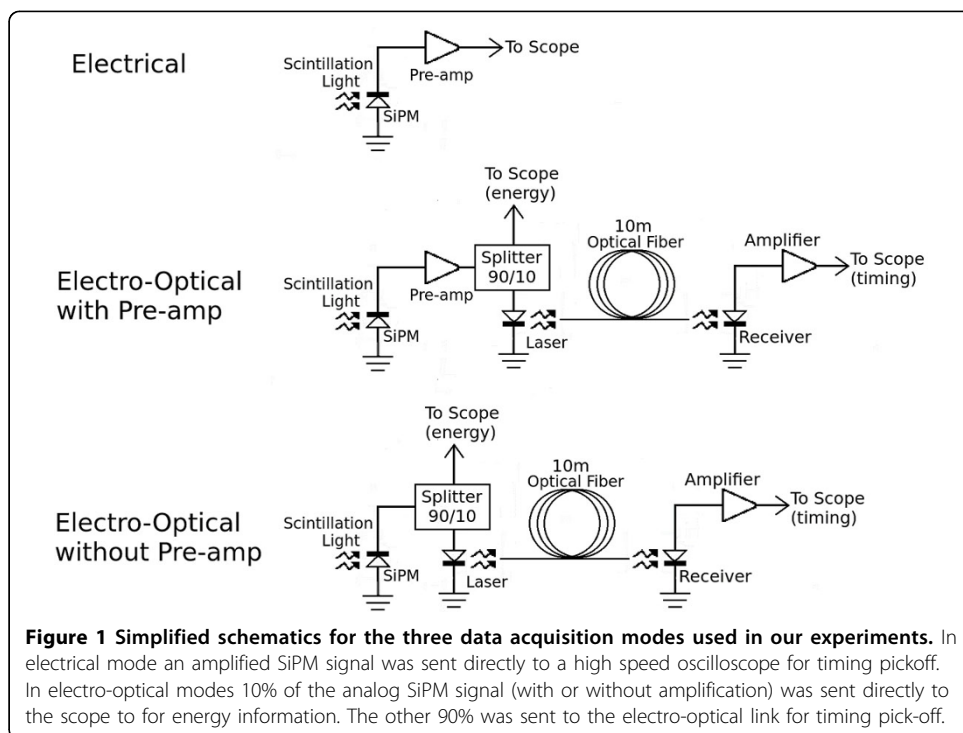 Electrical
Scintillation
Light
SiPM
Pre-amp
To Scope
Electro-Optical
with Pre-amp
Scintillation
Light
SiPM
Pre-amp
To Scope
(energy)
Splitter
90/10
Laser
10m
Optical Fiber
Amplifier
Receiver
To Scope
(timing)
Electro-Optical
without Pre-amp
Scintillation
Light
SiPM
To Scope
(energy)
Splitter
90/10
Laser
10m
Optical Fiber
Amplifier
Receiver
To Scope
(timing)
Figure 1 Simplified schematics for the three data acquisition modes used in our experiments. In
electrical mode an amplified SiPM signal was sent directly to a high speed oscilloscope for timing pickoff.
In electro-optical modes 10% of the analog SiPM signal (with or without amplification) was sent directly to
the scope to for energy information. The other 90% was sent to the electro-optical link for timing pick-off.